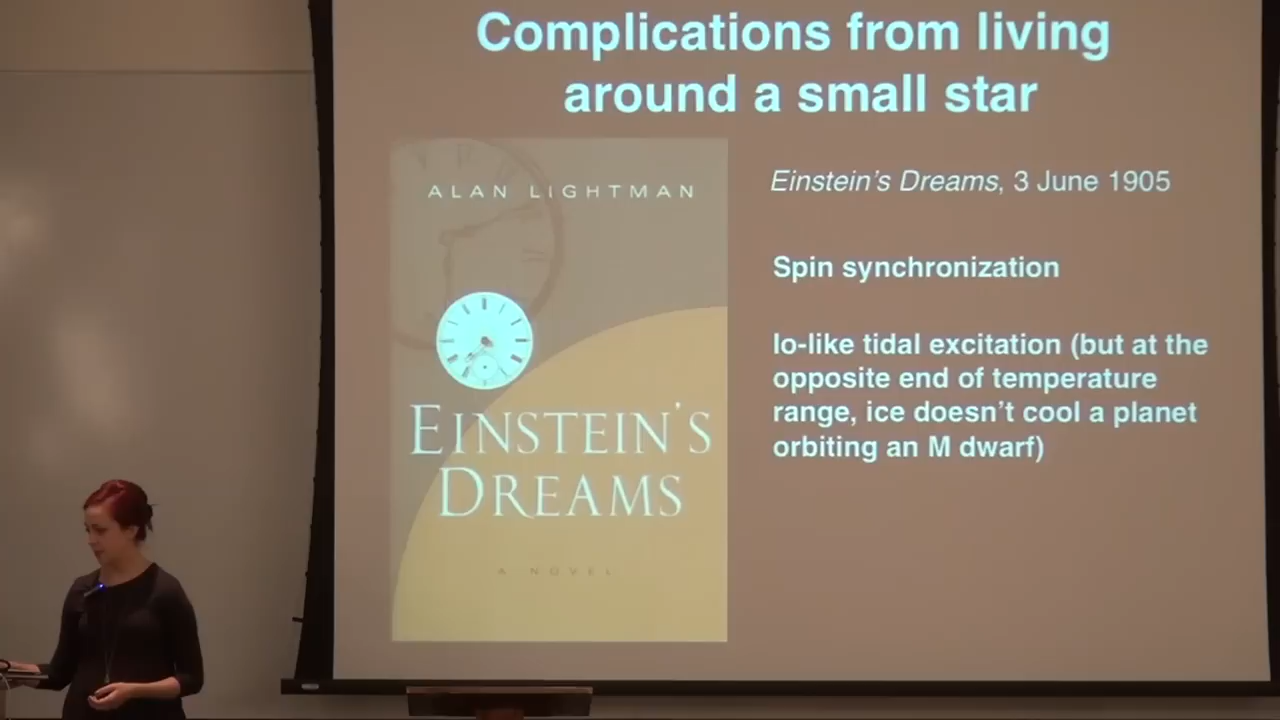 Complications from living
around a small star
ALAN LIGHTMAN
EINSTEIN'S
DREAMS
A NOVEL
Einstein's Dreams, 3 June 1905
Spin synchronization
Io-like tidal excitation (but at the
opposite end of temperature
range, ice doesn't cool a planet
orbiting an M dwarf)